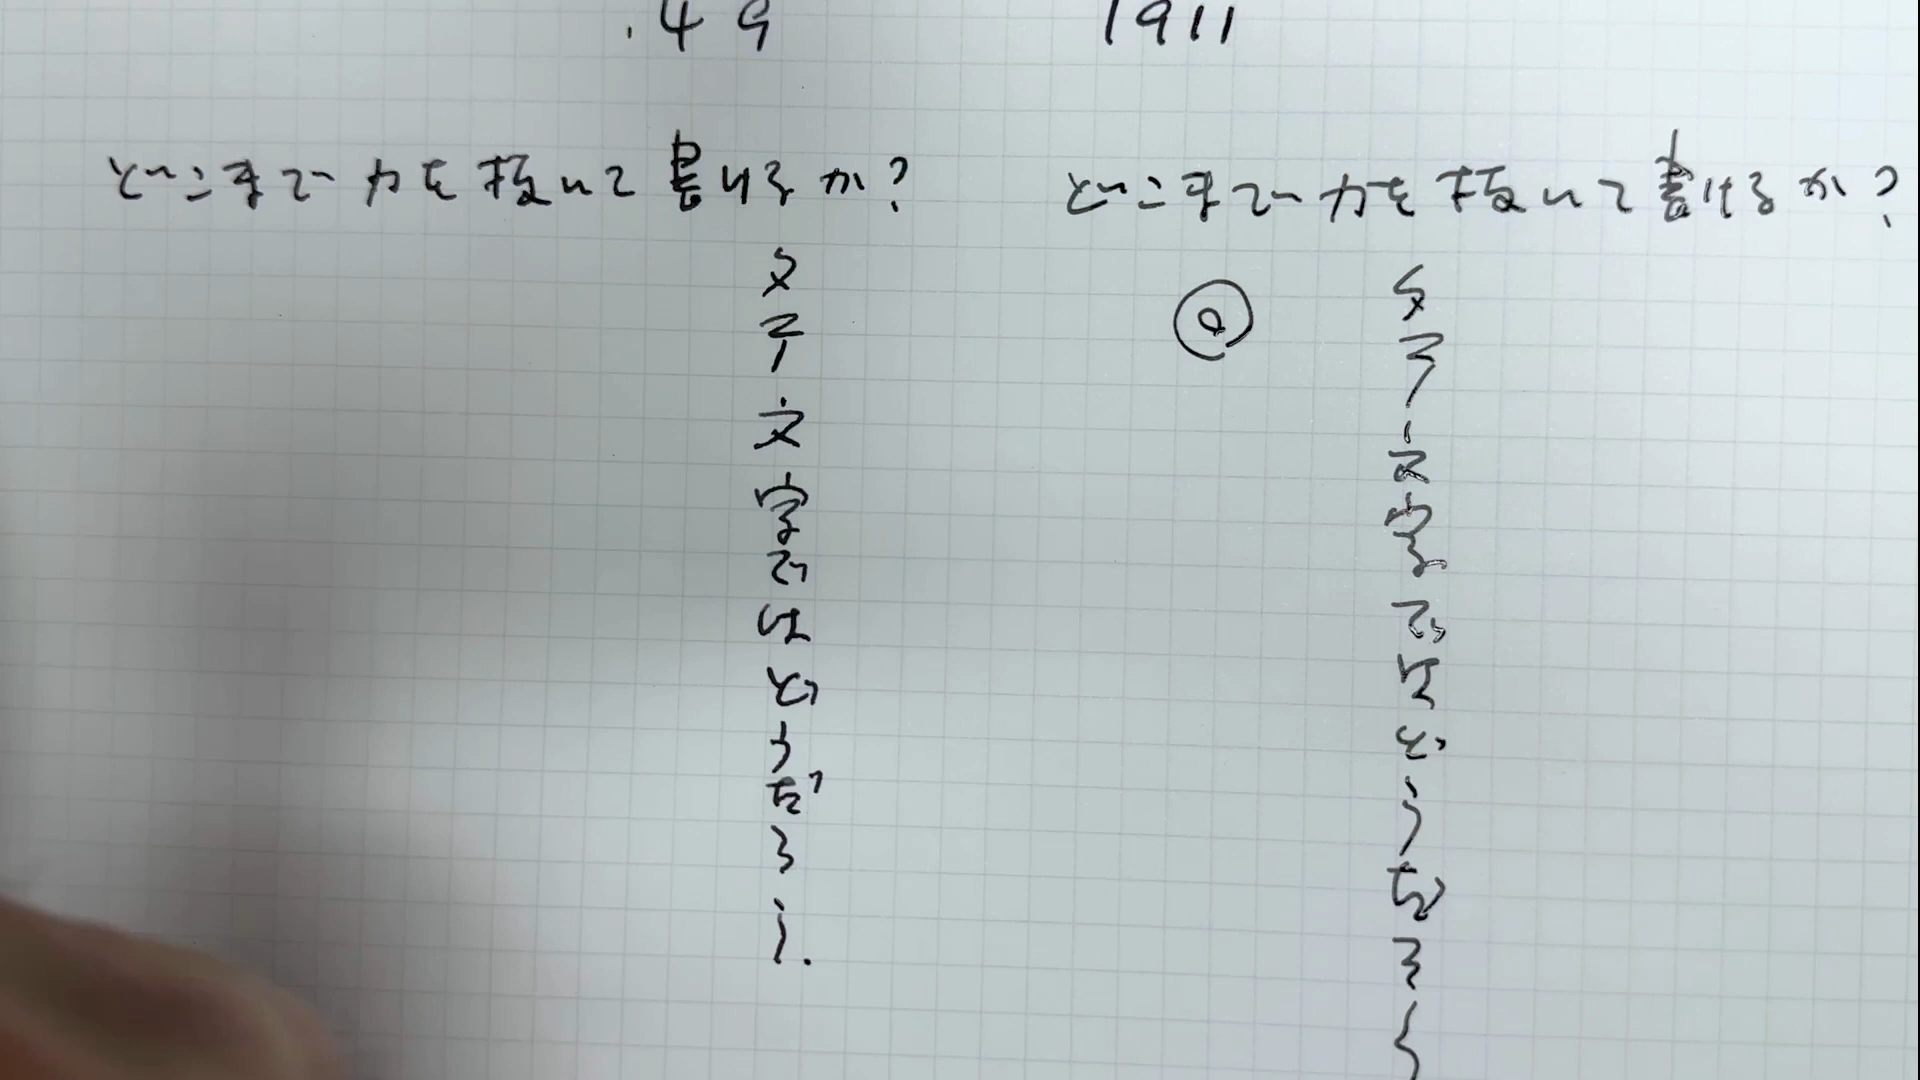 .49
1911
どこまで力を抜いて書けるか?
どこまで力を抜いて書けるか?
文字文字ではどうだろう.
@
文字文字ではどうだろう